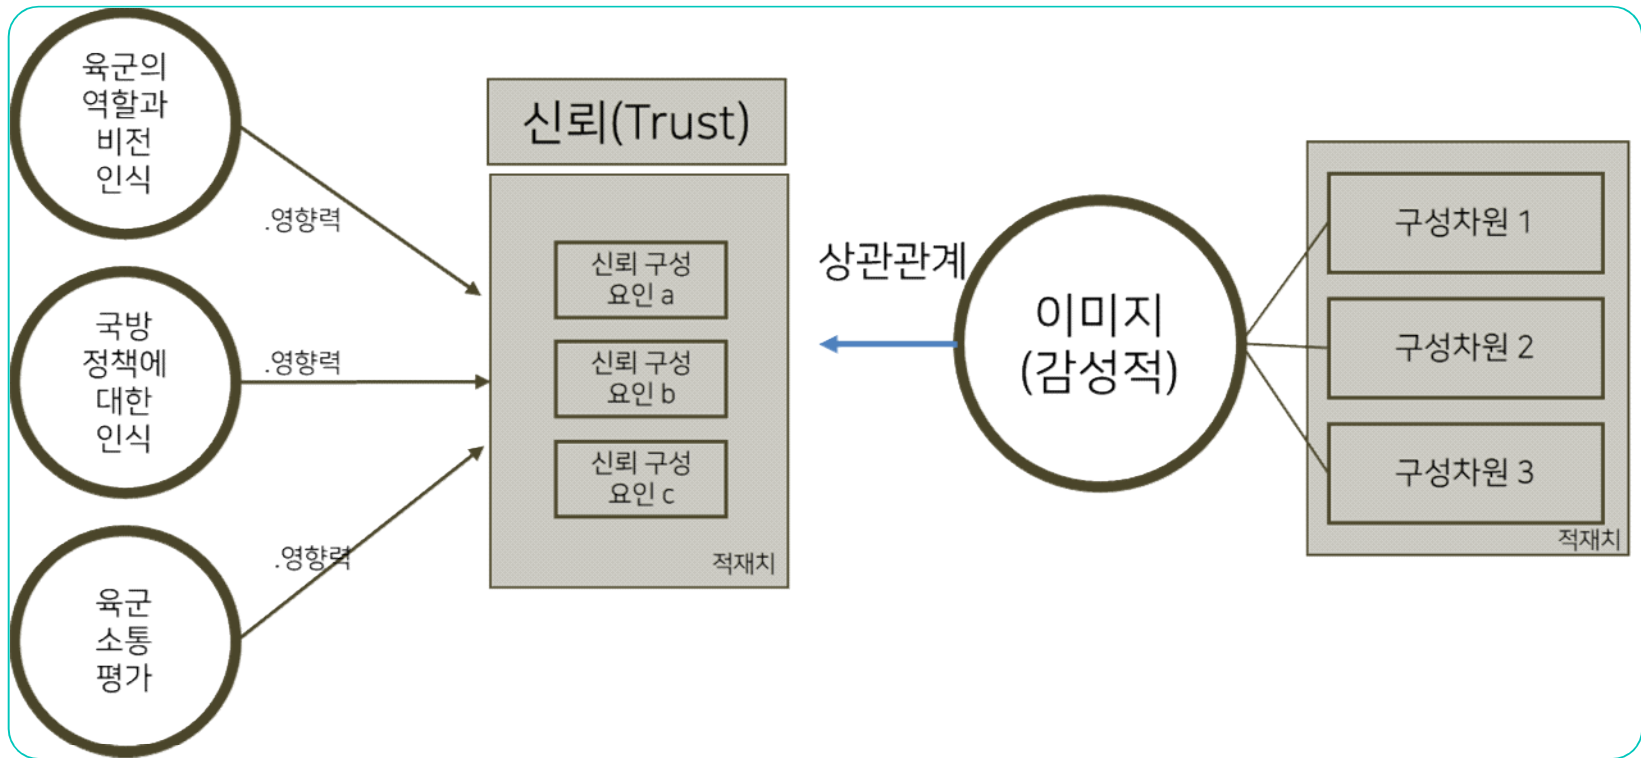 육군의
역할과
비전
인식
.영향력
국방
정책에
대한
인식
.영향력
육군
소통
평가
.영향력
신뢰(Trust)
신뢰 구성
요인 a
신뢰 구성
요인 b
신뢰 구성
요인 c
적재치
상관관계
이미지
(감성적)
구성차원 1
구성차원 2
구성차원 3
적재치